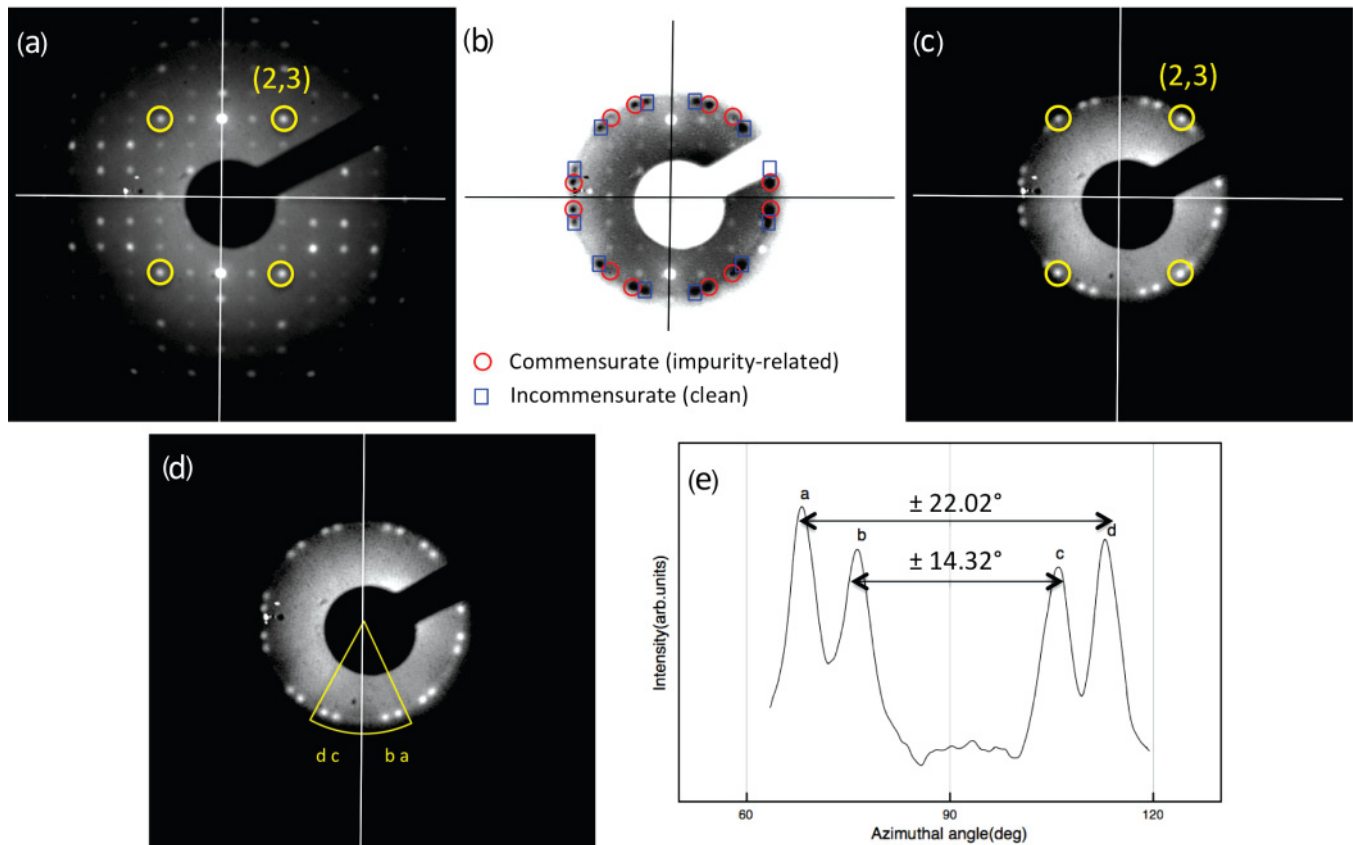 (a)
(2,3)
(b)
(c)
(2,3)
Commensurate (impurity-related)
Incommensurate (clean)
(d)
d c
b a
(e)
a
± 22.02°
d
b
± 14.32°
c
Intensity(arb.units)
60
90
120
Azimuthal angle(deg)